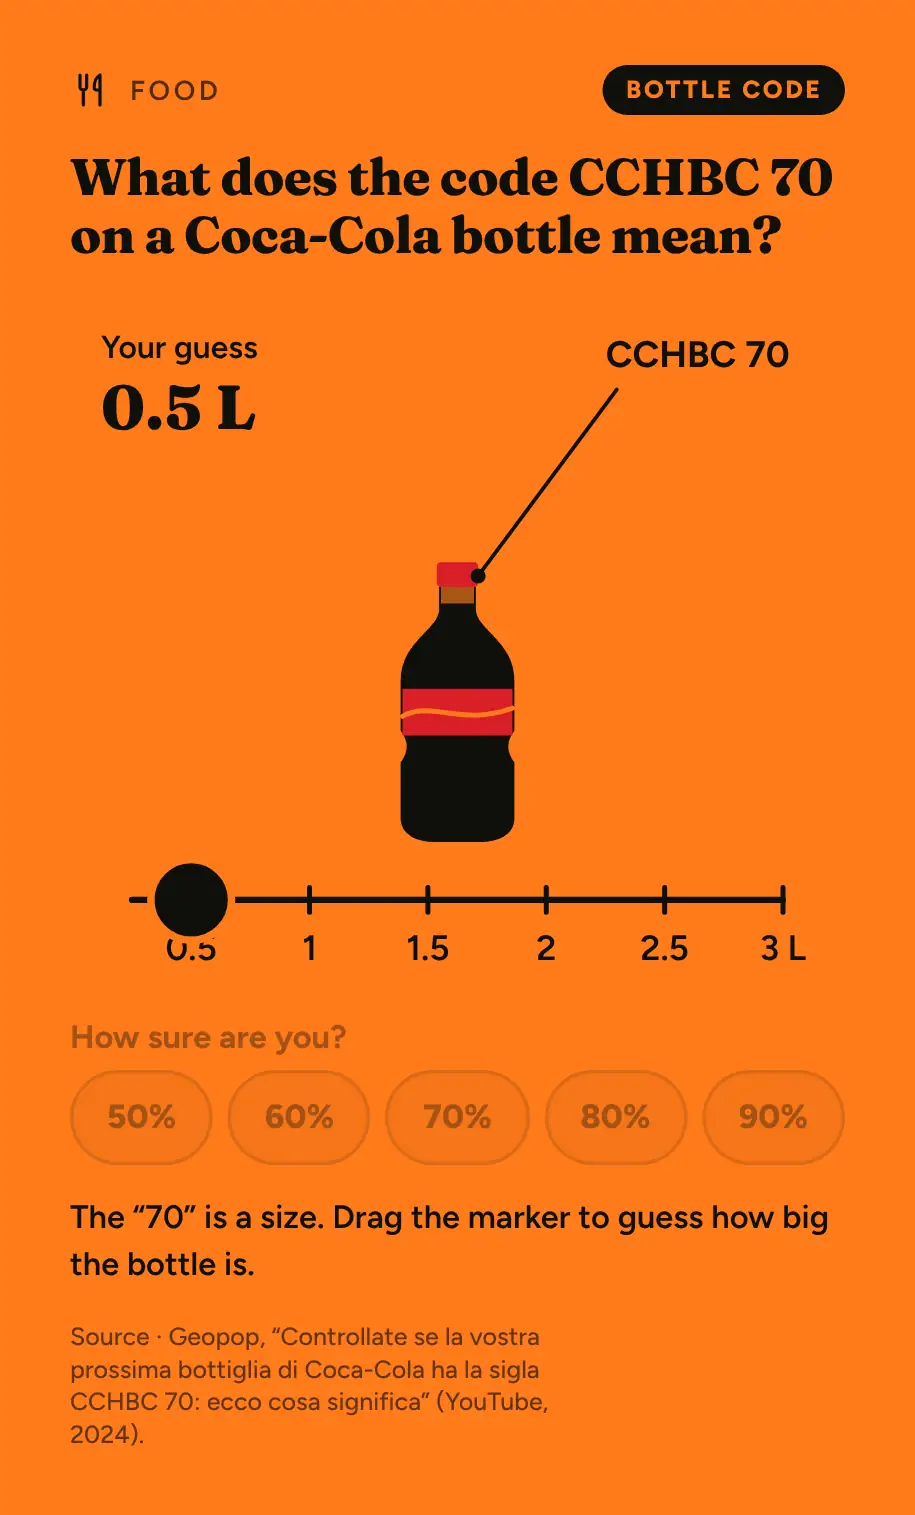 FOOD
BOTTLE CODE
What does the code CCHBC 70
on a Coca-Cola bottle mean?
Your guess
0.5 L
CCHBC 70
0.5 1 1.5 2 2.5 3 L
How sure are you?
50% 60% 70% 80% 90%
The “70” is a size. Drag the marker to guess how big
the bottle is.
Source · Geopop, “Controllate se la vostra
prossima bottiglia di Coca-Cola ha la sigla
CCHBC 70: ecco cosa significa” (YouTube,
2024).